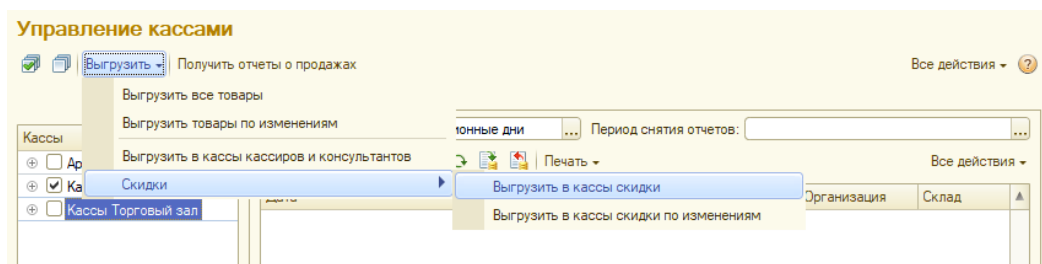 Управление кассами
Выгрузить Получить отчеты о продажах Все действия
Выгрузить все товары
Выгрузить товары по изменениям
дни Период снятия отчетов:
Кассы
Выгрузить в кассы кассиров и консультантов
Печать Все действия
Скидки
Выгрузить в кассы скидки
Организация Склад
Кассы Торговый зал
Выгрузить в кассы скидки по изменениям